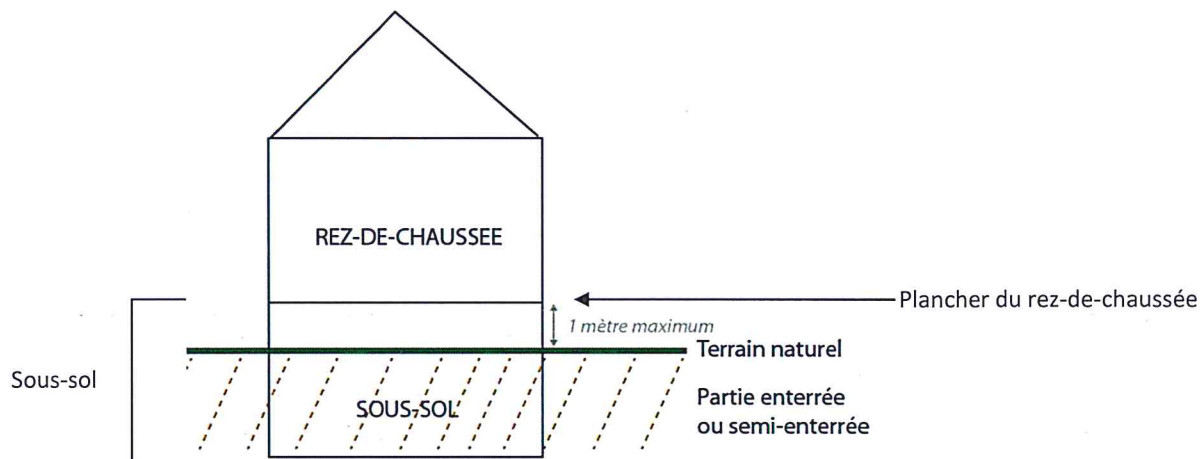 REZ-DE-CHAUSSEE
Plancher du rez-de-chaussée
1 mètre maximum
Terrain naturel
Sous-sol
SOUS-SOL
Partie enterrée
ou semi-enterrée